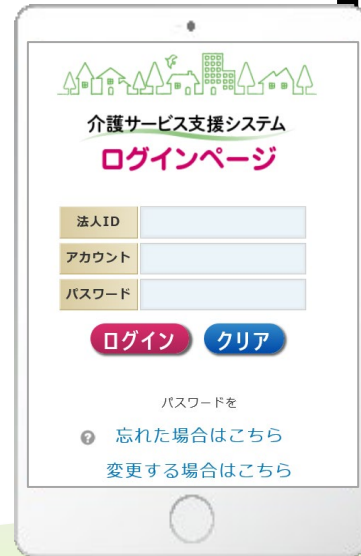 介護サービス支援システム
ログインページ
法人ID
アカウント
パスワード
ログイン クリア
パスワードを
忘れた場合はこちら
変更する場合はこちら